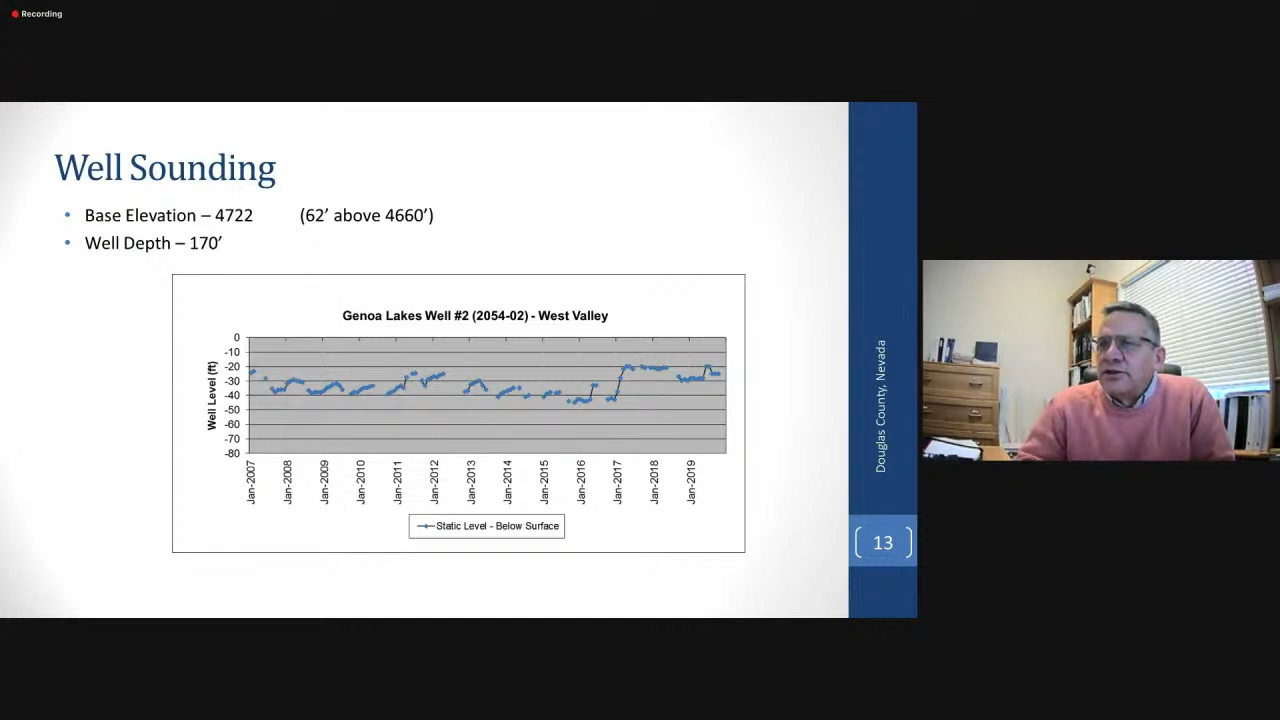 Recording
Well Sounding
• Base Elevation – 4722 (62’ above 4660’)
• Well Depth – 170’
Genoa Lakes Well #2 (2054-02) - West Valley
Well Level (ft)
0
-10
-20
-30
-40
-50
-60
-70
-80
Jan-2007
Jan-2008
Jan-2009
Jan-2010
Jan-2011
Jan-2012
Jan-2013
Jan-2014
Jan-2015
Jan-2016
Jan-2017
Jan-2018
Jan-2019
Static Level - Below Surface
Douglas County, Nevada
13